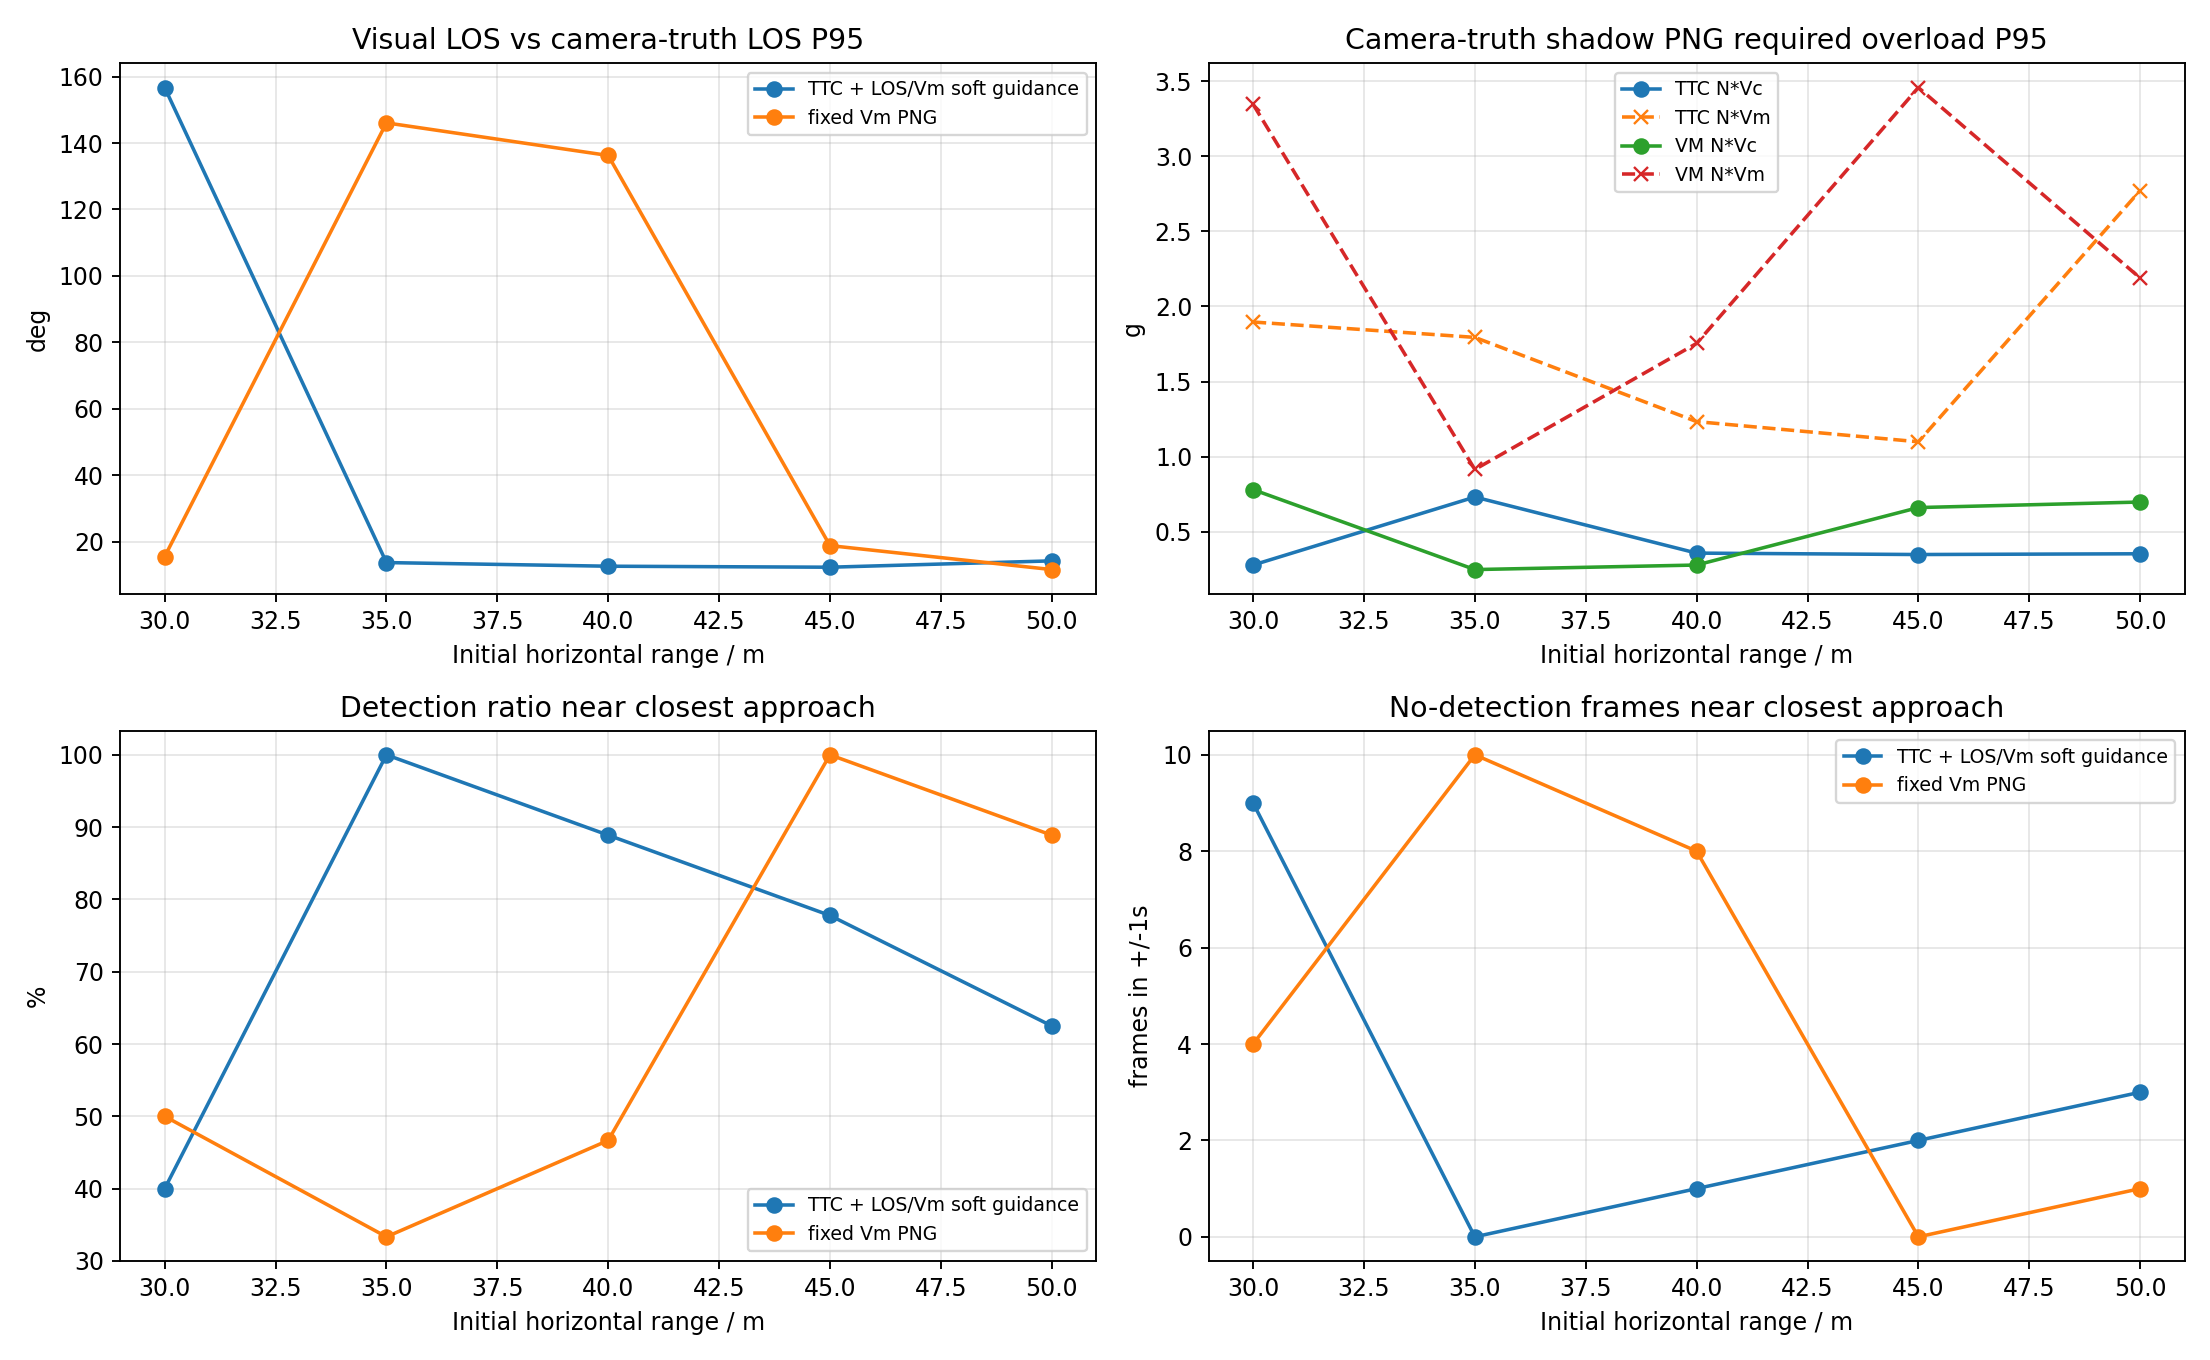 Visual LOS vs camera-truth LOS P95
160
140
120
100
80
60
40
20
deg
TTC + LOS/Vm soft guidance
fixed Vm PNG
30.0 32.5 35.0 37.5 40.0 42.5 45.0 47.5 50.0
Initial horizontal range / m
Camera-truth shadow PNG required overload P95
3.5
3.0
2.5
2.0
1.5
1.0
0.5
g
TTC N*Vc
TTC N*Vm
VM N*Vc
VM N*Vm
30.0 32.5 35.0 37.5 40.0 42.5 45.0 47.5 50.0
Initial horizontal range / m
Detection ratio near closest approach
100
90
80
70
60
50
40
30
%
TTC + LOS/Vm soft guidance
fixed Vm PNG
30.0 32.5 35.0 37.5 40.0 42.5 45.0 47.5 50.0
Initial horizontal range / m
No-detection frames near closest approach
10
8
6
4
2
0
frames in +/-1s
TTC + LOS/Vm soft guidance
fixed Vm PNG
30.0 32.5 35.0 37.5 40.0 42.5 45.0 47.5 50.0
Initial horizontal range / m